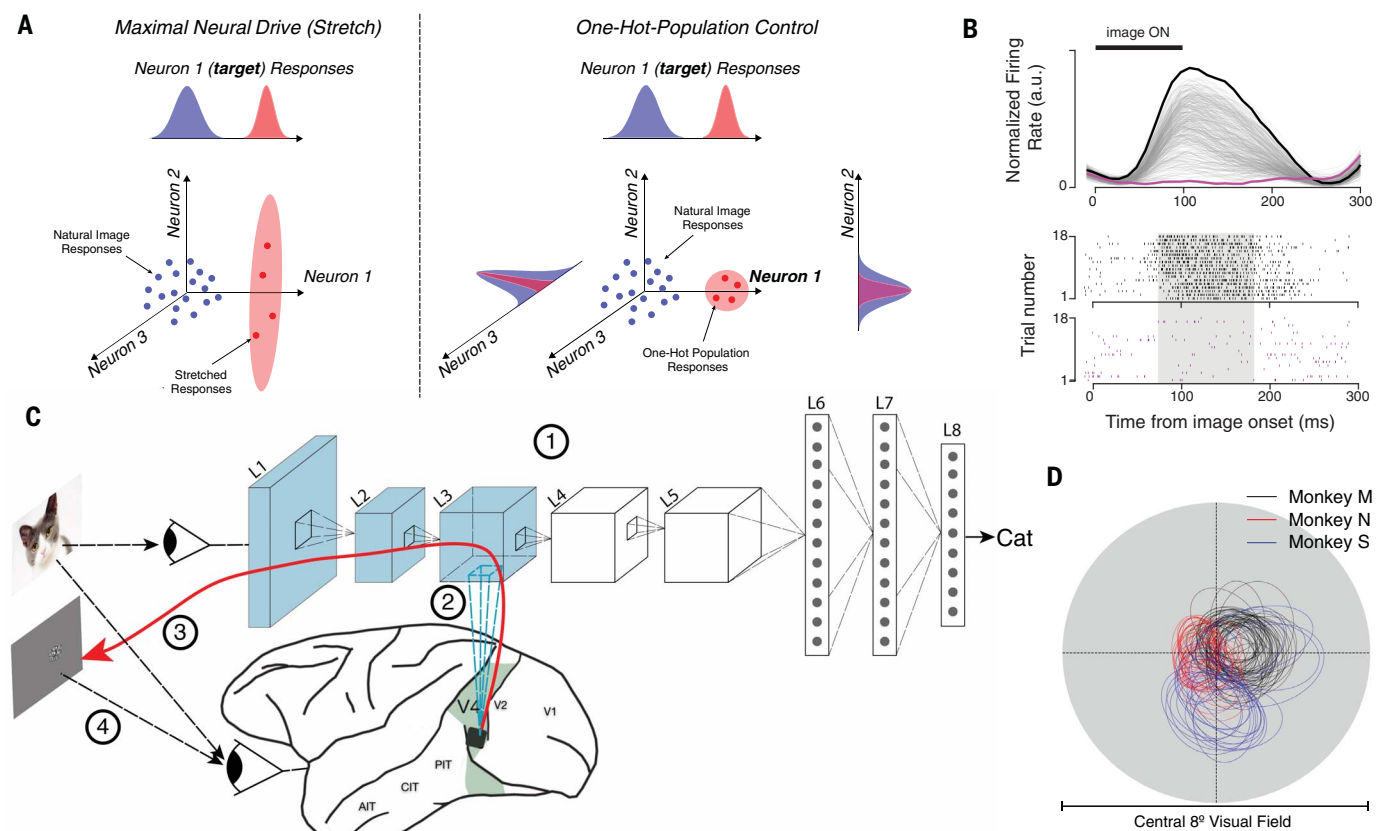 A
Maximal Neural Drive (Stretch)
Neuron 1 (target) Responses
Neuron 2
Natural Image
Responses
Neuron 1
Neuron 3
Stretched
Responses
One-Hot-Population Control
Neuron 1 (target) Responses
Neuron 2
Natural Image
Responses
Neuron 1
Neuron 3
Neuron 3
One-Hot Population
Responses
Neuron 2
B
image ON
Normalized Firing
Rate (a.u.)
0
0 100 200 300
Trial number
18
1
18
1
0 100 200 300
Time from image onset (ms)
C
1
L1
L2
L3
L4
L5
L6
L7
L8
Cat
2
3
4
V4
V2
V1
PIT
CIT
AIT
D
Monkey M
Monkey N
Monkey S
Central 8º Visual Field